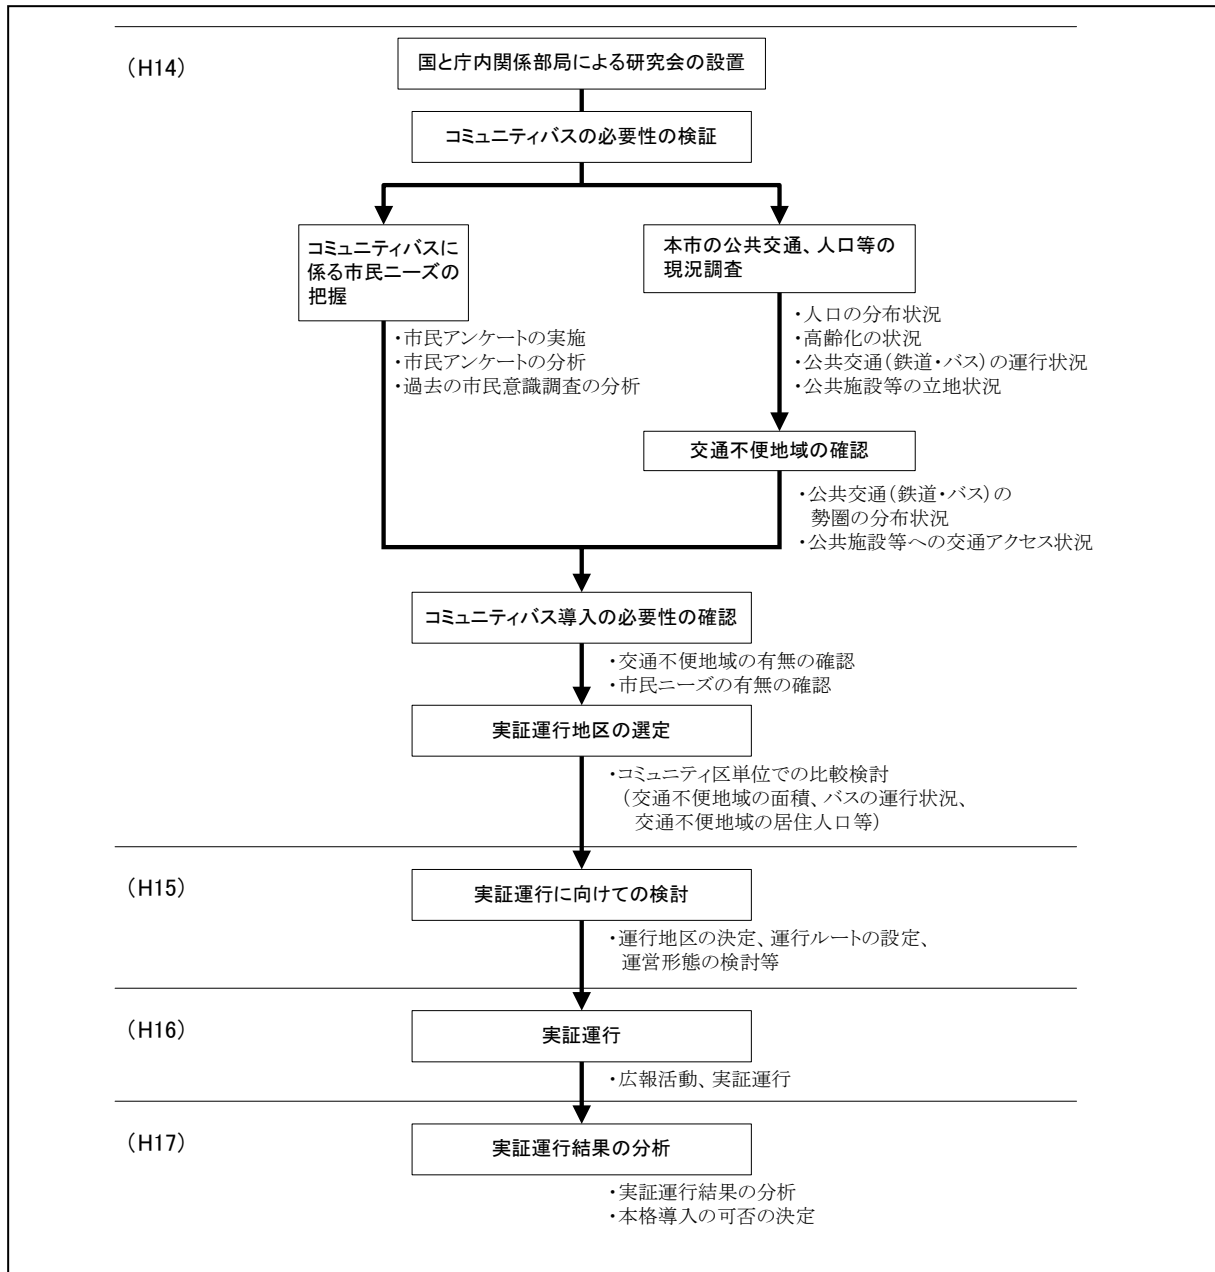 （H14）
国と庁内関係部局による研究会の設置
コミュニティバスの必要性の検証
コミュニティバスに
係る市民ニーズの
把握
・市民アンケートの実施
・市民アンケートの分析
・過去の市民意識調査の分析
本市の公共交通、人口等の
現況調査
・人口の分布状況
・高齢化の状況
・公共交通（鉄道・バス）の運行状況
・公共施設等の立地状況
交通不便地域の確認
・公共交通（鉄道・バス）の
勢圏の分布状況
・公共施設等への交通アクセス状況
コミュニティバス導入の必要性の確認
・交通不便地域の有無の確認
・市民ニーズの有無の確認
実証運行地区の選定
・コミュニティ区単位での比較検討
（交通不便地域の面積、バスの運行状況、
交通不便地域の居住人口等）
（H15）
実証運行に向けての検討
・運行地区の決定、運行ルートの設定、
運営形態の検討等
（H16）
実証運行
・広報活動、実証運行
（H17）
実証運行結果の分析
・実証運行結果の分析
・本格導入の可否の決定